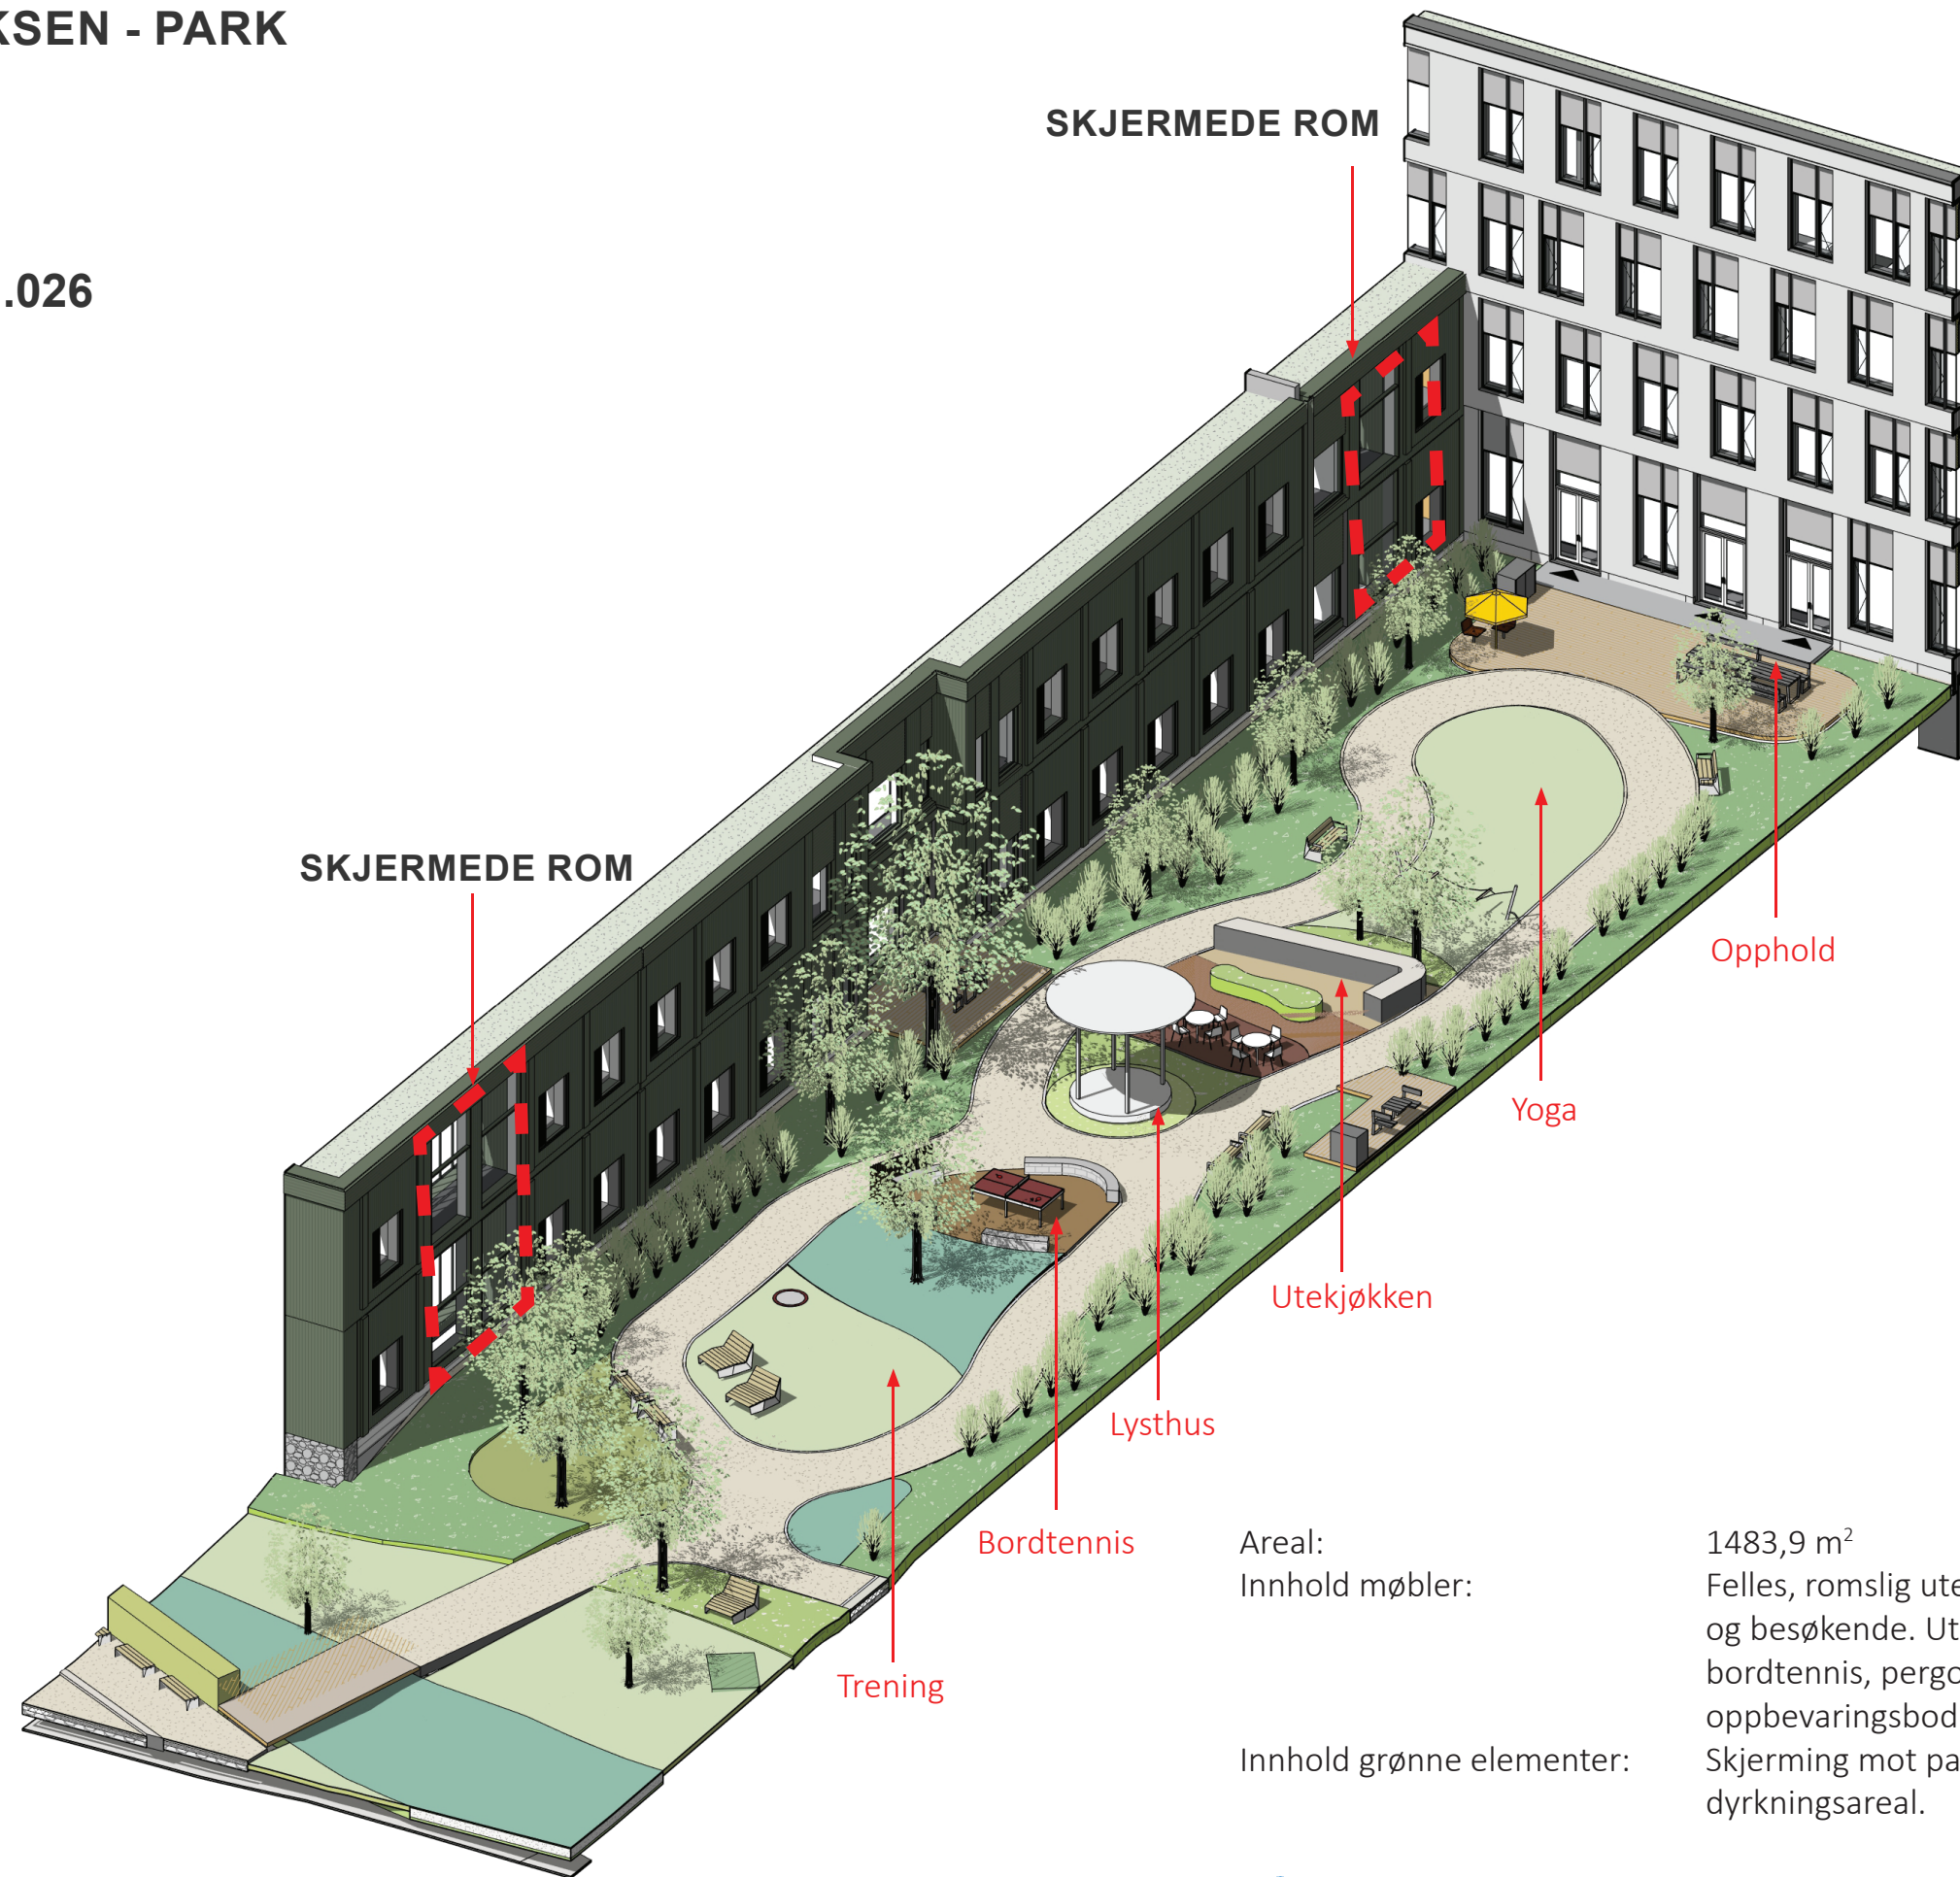 KSEN - PARK
SKJERMEDE ROM
.026
SKJERMEDE ROM
Opphold
Yoga
Utekjøkken
Lysthus
Bordtennis
Trening
Areal: 1483,9 m²
Innhold møbler: Felles, romslig ute
og besøkende. Ut
bordtennis, pergo
oppbevaringsbod
Innhold grønne elementer: Skjerming mot pa
dyrkningsareal.